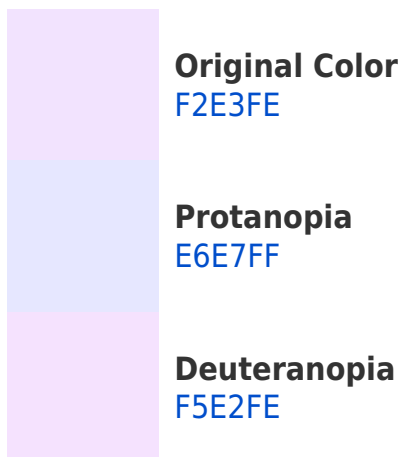 Original Color
F2E3FE
Protanopia
E6E7FF
Deuteranopia
F5E2FE